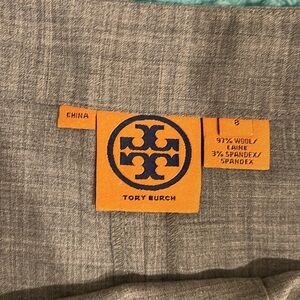 CHINA
TORY BURCH
8
97% WOOL/
LAINE
3% SPANDEX/
SPANDEX